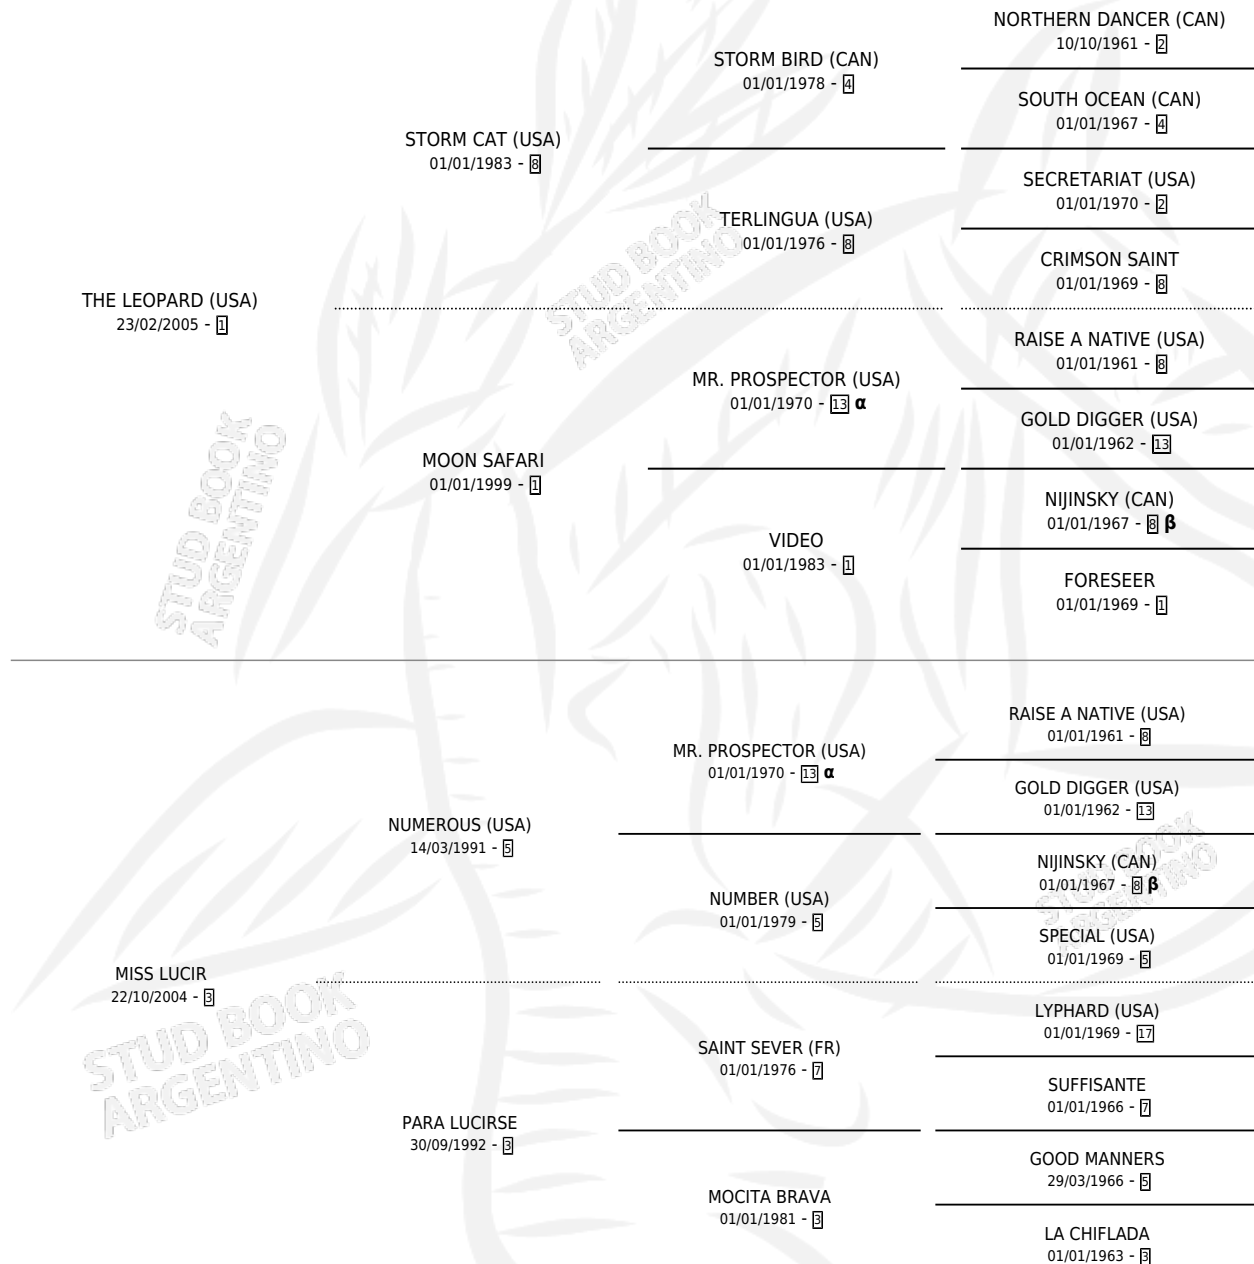 NORTHERN DANCER (CAN)
10/10/1961 - 2
STORM BIRD (CAN)
01/01/1978 - 4
SOUTH OCEAN (CAN)
01/01/1967 - 4
STORM CAT (USA)
01/01/1983 - 8
SECRETARIAT (USA)
01/01/1970 - 2
TERLINGUA (USA)
01/01/1976 - 8
CRIMSON SAINT
01/01/1969 - 8
THE LEOPARD (USA)
23/02/2005 - 1
RAISE A NATIVE (USA)
01/01/1961 - 8
MR. PROSPECTOR (USA)
01/01/1970 - 13 α
GOLD DIGGER (USA)
01/01/1962 - 13
MOON SAFARI
01/01/1999 - 1
NIJINSKY (CAN)
01/01/1967 - 8 β
VIDEO
01/01/1983 - 1
FORESEER
01/01/1969 - 1
RAISE A NATIVE (USA)
01/01/1961 - 8
MR. PROSPECTOR (USA)
01/01/1970 - 13 α
GOLD DIGGER (USA)
01/01/1962 - 13
NUMEROUS (USA)
14/03/1991 - 5
NIJINSKY (CAN)
01/01/1967 - 8 β
NUMBER (USA)
01/01/1979 - 5
SPECIAL (USA)
01/01/1969 - 5
MISS LUCIR
22/10/2004 - 3
LYPHARD (USA)
01/01/1969 - 17
SAINT SEVER (FR)
01/01/1976 - 7
SUFFISANTE
01/01/1966 - 7
PARA LUCIRSE
30/09/1992 - 3
GOOD MANNERS
29/03/1966 - 5
MOCITA BRAVA
01/01/1981 - 3
LA CHIFLADA
01/01/1963 - 3
STUD BOOK
ARGENTINO
STUD BOOK
ARGENTINO
STUD BOOK
ARGENTINO
STUD BOOK
ARGENTINO